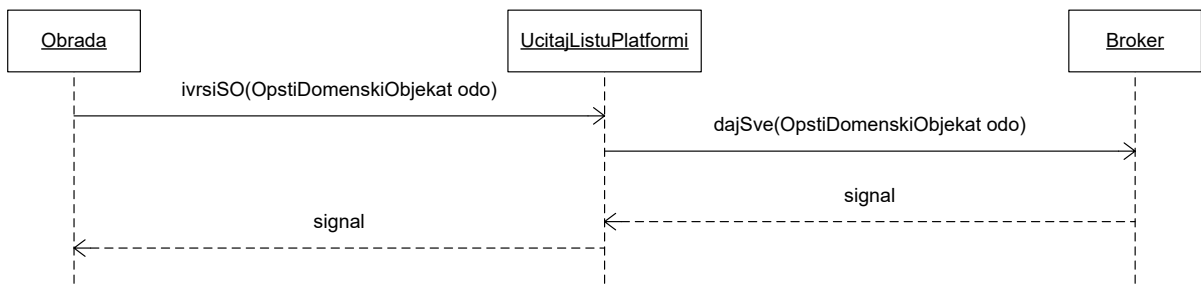 Obrada
UcitajListuPlatformi
Broker
ivrsiSO(OpstiDomenskiObjekat odo)
dajSve(OpstiDomenskiObjekat odo)
signal
signal